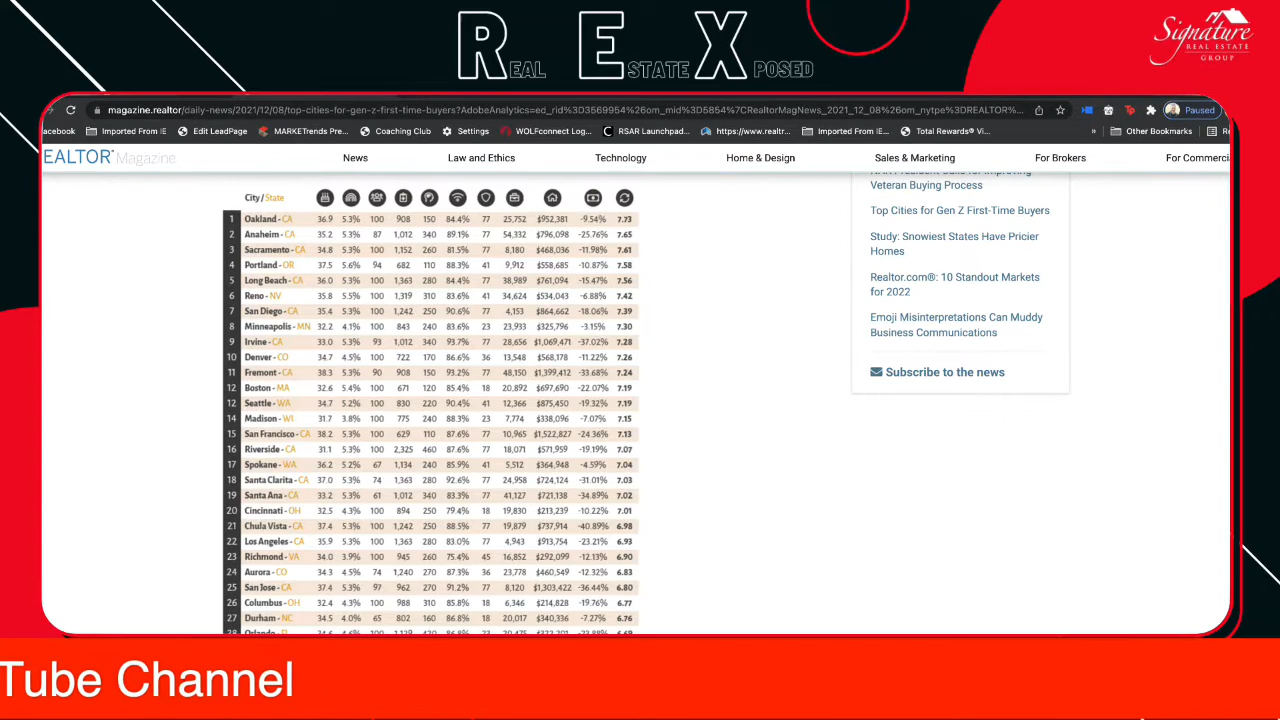 REAL ESTATE XPOSED
Signature
REAL ESTATE
GROUP
magazine.realtor/daily-news/2021/12/08/top-cities-for-gen-z-first-time-buyers?AdobeAnalytics=ed_rid%3D3569954%26om_mid%3D5854%7CRealtorMagNews_2021_12_08%26om_nytpe%3DREALTOR%... Paused
acebook Imported From IE Edit LeadPage MARKETrends Pre... Coaching Club Settings WOLFconnect Log... RSAR Launchpad... https://www.realtr... Imported From IE... Total Rewards® Vi... » Other Bookmarks Re
EALTOR® Magazine News Law and Ethics Technology Home & Design Sales & Marketing For Brokers For Commerci
NAR President Calls for Improving
Veteran Buying Process
Top Cities for Gen Z First-Time Buyers
Study: Snowiest States Have Pricier
Homes
Realtor.com®: 10 Standout Markets
for 2022
Emoji Misinterpretations Can Muddy
Business Communications
Subscribe to the news
City / State
1 Oakland - CA 36.9 5.3% 100 908 150 84.4% 77 25,752 $952,381 -9.54% 7.73
2 Anaheim - CA 35.2 5.3% 87 1,012 340 89.1% 77 54,332 $796,098 -25.76% 7.65
3 Sacramento - CA 34.8 5.3% 100 1,152 260 81.5% 77 8,180 $468,036 -11.98% 7.61
4 Portland - OR 37.5 5.6% 94 682 110 88.3% 41 9,912 $558,685 -10.87% 7.58
5 Long Beach - CA 36.0 5.3% 100 1,363 280 84.4% 77 38,989 $761,094 -15.47% 7.56
6 Reno - NV 35.8 5.5% 100 1,319 310 83.6% 41 34,624 $534,043 -6.88% 7.42
7 San Diego - CA 35.4 5.3% 100 1,242 250 90.6% 77 4,153 $864,662 -18.06% 7.39
8 Minneapolis - MN 32.2 4.1% 100 843 240 83.6% 23 23,933 $325,796 -3.15% 7.30
9 Irvine - CA 33.0 5.3% 93 1,012 340 93.7% 77 28,656 $1,069,471 -37.02% 7.28
10 Denver - CO 34.7 4.5% 100 722 170 86.6% 36 13,548 $568,178 -11.22% 7.26
11 Fremont - CA 38.3 5.3% 90 908 150 93.2% 77 48,150 $1,399,412 -33.68% 7.24
12 Boston - MA 32.6 5.4% 100 671 120 85.4% 18 20,892 $697,690 -22.07% 7.19
12 Seattle - WA 34.7 5.2% 100 830 220 90.4% 41 12,366 $875,450 -19.32% 7.19
14 Madison - WI 31.7 3.8% 100 775 240 88.3% 23 7,774 $338,096 -7.07% 7.15
15 San Francisco - CA 38.2 5.3% 100 629 110 87.6% 77 10,965 $1,522,827 -24.36% 7.13
16 Riverside - CA 31.1 5.3% 100 2,325 460 87.6% 77 18,071 $571,959 -19.19% 7.07
17 Spokane - WA 36.2 5.2% 67 1,134 240 85.9% 41 5,512 $364,948 -4.59% 7.04
18 Santa Clarita - CA 37.0 5.3% 74 1,363 280 92.6% 77 24,958 $724,124 -31.01% 7.03
19 Santa Ana - CA 33.2 5.3% 61 1,012 340 83.3% 77 41,127 $721,138 -34.89% 7.02
20 Cincinnati - OH 32.5 4.3% 100 894 250 79.4% 18 19,830 $213,239 -10.22% 7.01
21 Chula Vista - CA 37.4 5.3% 100 1,242 250 88.5% 77 19,879 $737,914 -40.89% 6.98
22 Los Angeles - CA 35.9 5.3% 100 1,363 280 83.0% 77 4,943 $913,754 -23.21% 6.93
23 Richmond - VA 34.0 3.9% 100 945 260 75.4% 45 16,852 $292,099 -12.13% 6.90
24 Aurora - CO 34.3 4.5% 74 1,240 270 87.3% 36 23,778 $460,549 -12.32% 6.83
25 San Jose - CA 37.4 5.3% 97 962 270 91.2% 77 8,120 $1,303,422 -36.44% 6.80
26 Columbus - OH 32.4 4.3% 100 988 310 85.8% 18 6,346 $214,828 -19.76% 6.77
27 Durham - NC 34.5 4.0% 65 802 160 86.8% 18 20,017 $340,336 -7.27% 6.76
Tube Channel